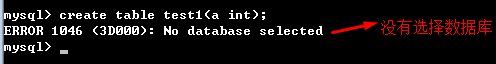 mysql> create table test1(a int);
ERROR 1046 (3D000): No database selected
没有选择数据库
mysql> _